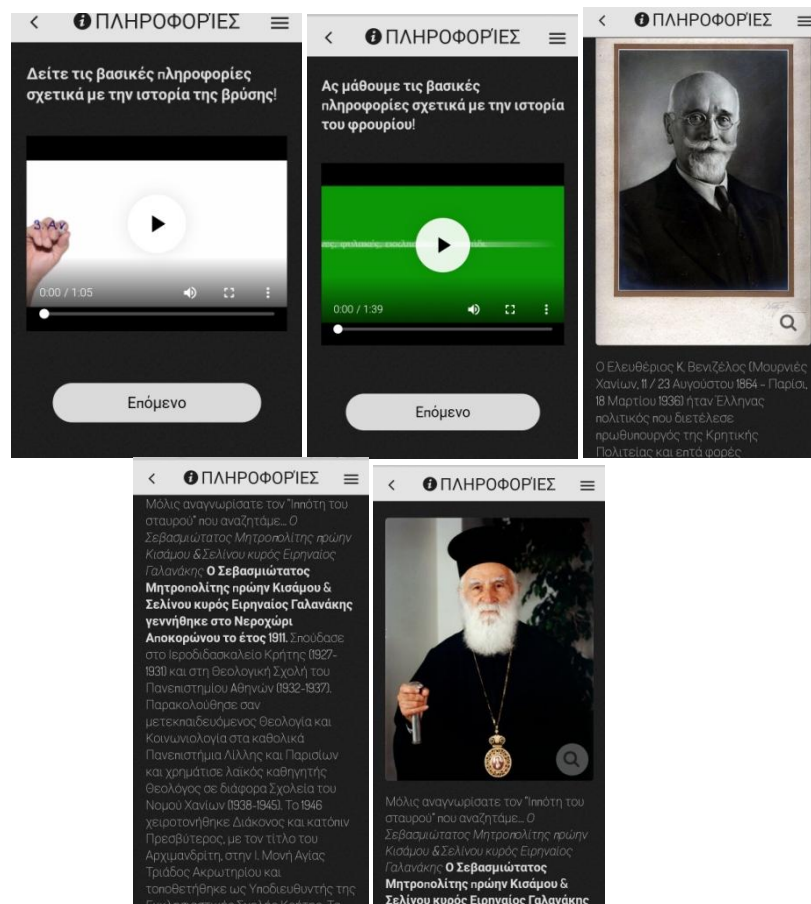 ΠΛΗΡΟΦΟΡΊΕΣ
Δείτε τις βασικές πληροφορίες
σχετικά με την ιστορία της βρύσης!
3. Αν
0:00 / 1:05
Επόμενο
ΠΛΗΡΟΦΟΡΊΕΣ
Ας μάθουμε τις βασικές
πληροφορίες σχετικά με την ιστορία
του φρουρίου!
φυλακής,
0:00 / 1:39
Επόμενο
ΠΛΗΡΟΦΟΡΊΕΣ
Ο Ελευθέριος Κ. Βενιζέλος (Μουρνιές
Χανίων, 11 / 23 Αυγούστου 1864 – Παρίσι,
18 Μαρτίου 1936) ήταν Έλληνας
πολιτικός που διετέλεσε
πρωθυπουργός της Κρητικής
Πολιτείας και επτά φορές
ΠΛΗΡΟΦΟΡΊΕΣ
Μόλις αναγνωρίσατε τον "Ιππότη του
σταυρού" που αναζητάμε... Ο
Σεβασμιώτατος Μητροπολίτης πρώην
Κισάμου & Σελίνου κυρός Ειρηναίος
Γαλανάκης Ο Σεβασμιώτατος
Μητροπολίτης πρώην Κισάμου &
Σελίνου κυρός Ειρηναίος Γαλανάκης
γεννήθηκε στο Νεροχώρι
Αποκορώνου το έτος 1911. Σπούδασε
στο Ιεροδιδασκαλείο Κρήτης (1927-
1931) και στη Θεολογική Σχολή του
Πανεπιστημίου Αθηνών (1932-1937).
Παρακολούθησε σαν
μετεκπαιδευόμενος Θεολογία και
Κοινωνιολογία στα καθολικά
Πανεπιστήμια Λίλλης και Παρισίων
και χρημάτισε λαϊκός καθηγητής
Θεολόγος σε διάφορα Σχολεία του
Νομού Χανίων (1938-1945). Το 1946
χειροτονήθηκε Διάκονος και κατόπιν
Πρεσβύτερος, με τον τίτλο του
Αρχιμανδρίτη, στην Ι. Μονή Αγίας
Τριάδος Ακρωτηρίου και
τοποθετήθηκε ως Υποδιευθυντής της
ΠΛΗΡΟΦΟΡΊΕΣ
Μόλις αναγνωρίσατε τον "Ιππότη του
σταυρού" που αναζητάμε... Ο
Σεβασμιώτατος Μητροπολίτης πρώην
Κισάμου & Σελίνου κυρός Ειρηναίος
Γαλανάκης Ο Σεβασμιώτατος
Μητροπολίτης πρώην Κισάμου &
Σελίνου κυρός Ειρηναίος Γαλανάκης